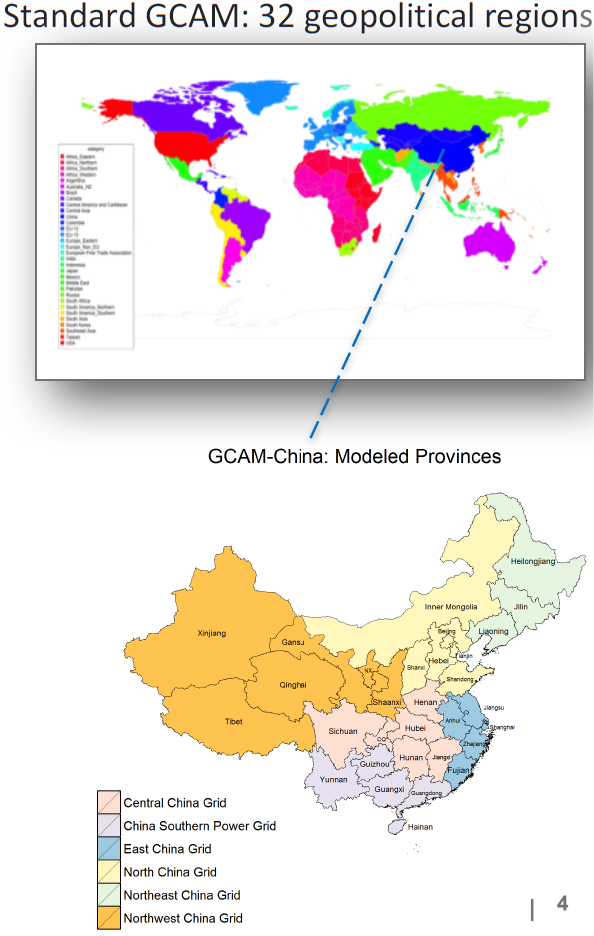 Standard GCAM: 32 geopolitical regions
category
Africa_Eastern
Africa_Northern
Africa_Southern
Africa_Western
Argentina
Australia_NZ
Brazil
Canada
Central America and Caribbean
Central Asia
China
Colombia
EU-12
EU-15
Europe_Eastern
Europe_Non_EU
European Free Trade Association
India
Indonesia
Japan
Mexico
Middle East
Pakistan
Russia
South Africa
South America_Northern
South America_Southern
South Asia
South Korea
Southeast Asia
Taiwan
USA
GCAM-China: Modeled Provinces
Heilongjiang
Jilin
Inner Mongolia
Liaoning
Beijing
Tianjin
Xinjiang
Gansu
Hebei
Shanxi
NX
Shandong
Qinghai
Shaanxi
Henan
Jiangsu
Tibet
Anhui
Shanghai
Sichuan
Hubei
Zhejiang
CQ
Hunan
Jiangxi
Guizhou
Fujian
Yunnan
Guangxi
Guangdong
Hainan
Central China Grid
China Southern Power Grid
East China Grid
North China Grid
Northeast China Grid
Northwest China Grid
| 4